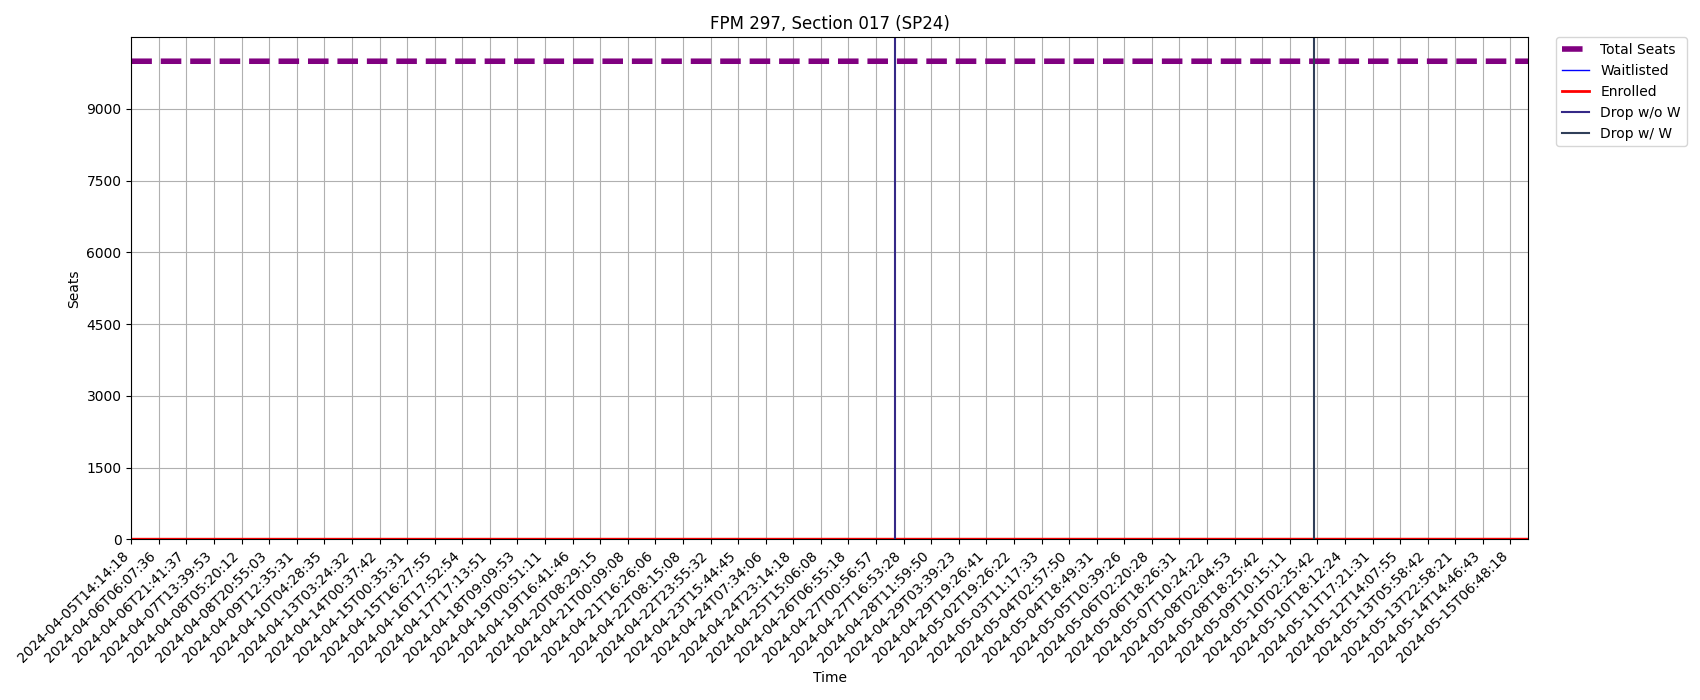 FPM 297, Section 017 (SP24)
Total Seats
Waitlisted
Enrolled
Drop w/o W
Drop w/ W
9000
7500
6000
4500
3000
1500
0
Seats
2024-04-05T14:14:18
2024-04-06T06:07:36
2024-04-06T21:41:37
2024-04-07T13:39:53
2024-04-08T05:20:12
2024-04-08T20:55:03
2024-04-09T12:35:31
2024-04-10T04:28:35
2024-04-13T03:24:32
2024-04-14T00:37:42
2024-04-15T00:35:31
2024-04-15T16:27:55
2024-04-16T17:52:54
2024-04-17T17:13:51
2024-04-18T09:09:53
2024-04-19T00:51:11
2024-04-19T16:41:46
2024-04-20T08:29:15
2024-04-21T00:09:08
2024-04-21T16:26:06
2024-04-22T08:15:08
2024-04-22T23:55:32
2024-04-23T15:44:45
2024-04-24T07:34:06
2024-04-24T23:14:18
2024-04-25T15:06:08
2024-04-26T06:55:18
2024-04-27T00:56:57
2024-04-27T16:53:28
2024-04-28T11:59:50
2024-04-29T03:39:23
2024-04-29T19:26:41
2024-05-02T19:26:22
2024-05-03T11:17:33
2024-05-04T02:57:50
2024-05-04T18:49:31
2024-05-05T10:39:26
2024-05-06T02:20:28
2024-05-06T18:26:31
2024-05-07T10:24:22
2024-05-08T02:04:53
2024-05-08T18:25:42
2024-05-09T10:15:11
2024-05-10T02:25:42
2024-05-10T18:12:24
2024-05-11T17:21:31
2024-05-12T14:07:55
2024-05-13T05:58:42
2024-05-13T22:58:21
2024-05-14T14:46:43
2024-05-15T06:48:18
Time